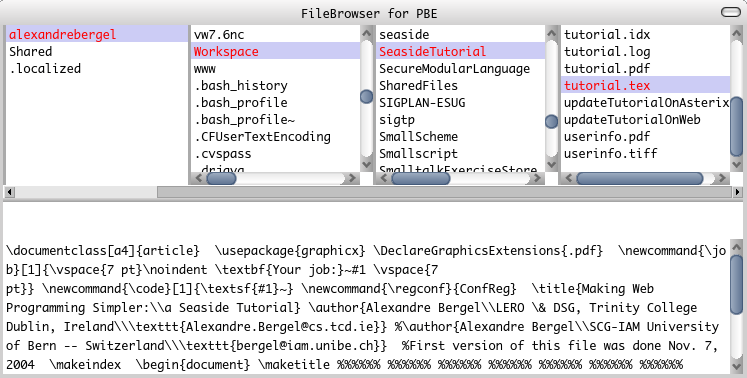 FileBrowser for PBE
alexandrebergel
Shared
.localized
vw7.6nc
Workspace
www
.bash_history
.bash_profile
.bash_profile~
.CFUserTextEncoding
.cvspass
.drjava
seaside
SeasideTutorial
SecureModularLanguage
SharedFiles
SIGPLAN-ESUG
sigtp
SmallScheme
Smallscript
SmalltalkExerciseStore
tutorial.idx
tutorial.log
tutorial.pdf
tutorial.tex
updateTutorialOnAsterix
updateTutorialOnWeb
userinfo.pdf
userinfo.tiff
\documentclass[a4]{article}  \usepackage{graphicx} \DeclareGraphicsExtensions{.pdf}  \newcommand{\jo
b}[1]{\vspace{7 pt}\noindent \textbf{Your job:}~#1 \vspace{7
pt}} \newcommand{\code}[1]{\textsf{#1}~} \newcommand{\regconf}{ConfReg}  \title{Making Web
Programming Simpler:\\a Seaside Tutorial} \author{Alexandre Bergel\\LERO \& DSG, Trinity College
Dublin, Ireland\\\texttt{Alexandre.Bergel@cs.tcd.ie}} %\author{Alexandre Bergel\\SCG-IAM University
of Bern -- Switzerland\\\texttt{bergel@iam.unibe.ch}}  %First version of this file was done Nov. 7,
2004  \makeindex  \begin{document} \maketitle %%%%%% %%%%%% %%%%%% %%%%%% %%%%%% %%%%%% %%%%%%